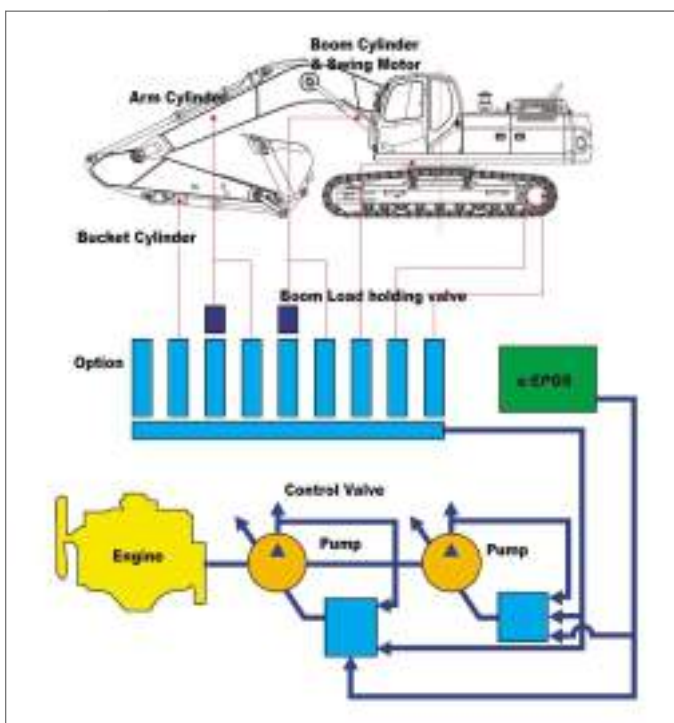 Boom Cylinder
& Swing Motor
Arm Cylinder
Bucket Cylinder
Boom Load holding valve
Option
Control Valve
Pump
Pump
Engine